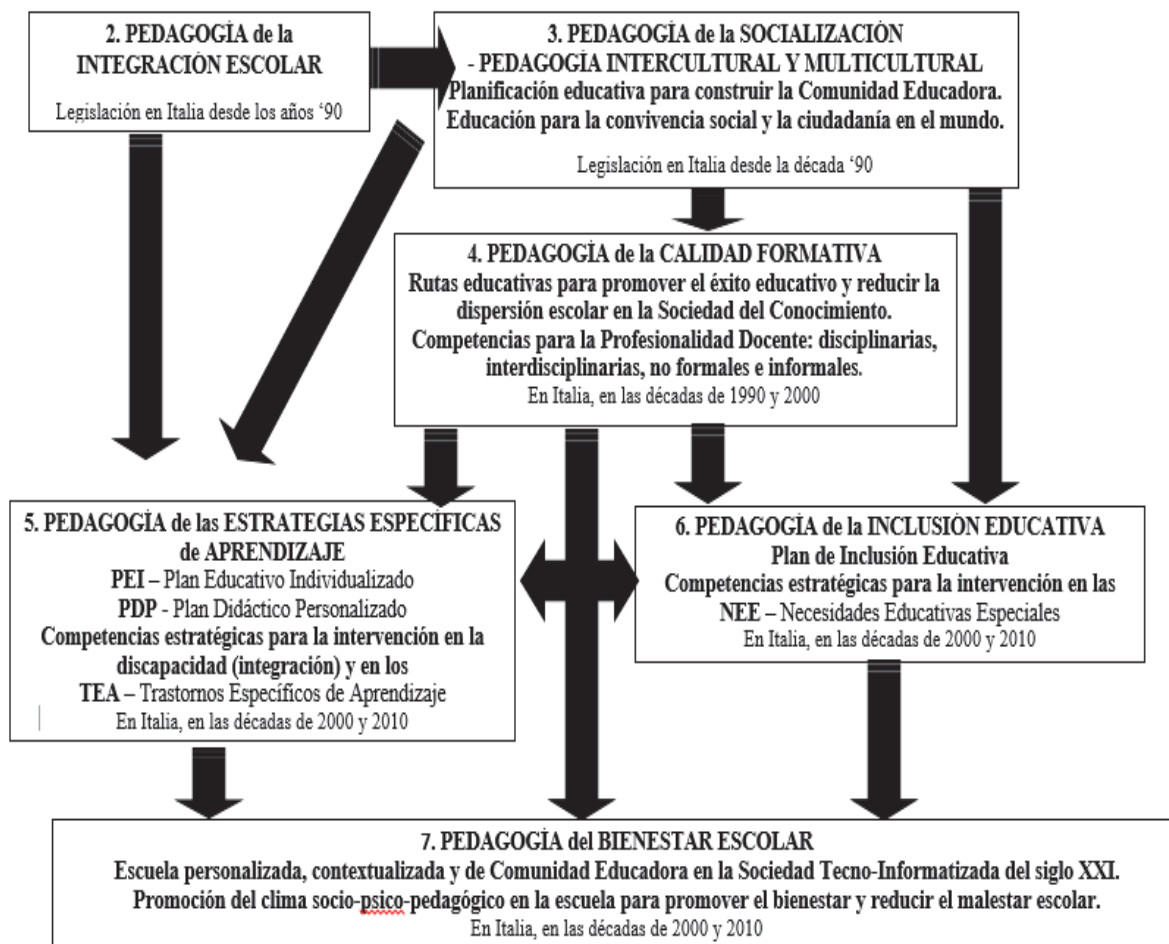 2. PEDAGOGÍA de la
INTEGRACIÓN ESCOLAR
Legislación en Italia desde los años ‘90
3. PEDAGOGÍA de la SOCIALIZACIÓN
- PEDAGOGÍA INTERCULTURAL Y MULTICULTURAL
Planificación educativa para construir la Comunidad Educadora.
Educación para la convivencia social y la ciudadanía en el mundo.
Legislación en Italia desde la década ‘90
4. PEDAGOGÍA de la CALIDAD FORMATIVA
Rutas educativas para promover el éxito educativo y reducir la
dispersión escolar en la Sociedad del Conocimiento.
Competencias para la Profesionalidad Docente: disciplinarias,
interdisciplinarias, no formales e informales.
En Italia, en las décadas de 1990 y 2000
5. PEDAGOGÍA de las ESTRATEGIAS ESPECÍFICAS
de APRENDIZAJE
PEI – Plan Educativo Individualizado
PDP - Plan Didáctico Personalizado
Competencias estratégicas para la intervención en la
discapacidad (integración) y en los
TEA – Trastornos Específicos de Aprendizaje
En Italia, en las décadas de 2000 y 2010
6. PEDAGOGÍA de la INCLUSIÓN EDUCATIVA
Plan de Inclusión Educativa
Competencias estratégicas para la intervención en las
NEE – Necesidades Educativas Especiales
En Italia, en las décadas de 2000 y 2010
7. PEDAGOGÍA del BIENESTAR ESCOLAR
Escuela personalizada, contextualizada y de Comunidad Educadora en la Sociedad Tecno-Informatizada del siglo XXI.
Promoción del clima socio-psico-pedagógico en la escuela para promover el bienestar y reducir el malestar escolar.
En Italia, en las décadas de 2000 y 2010